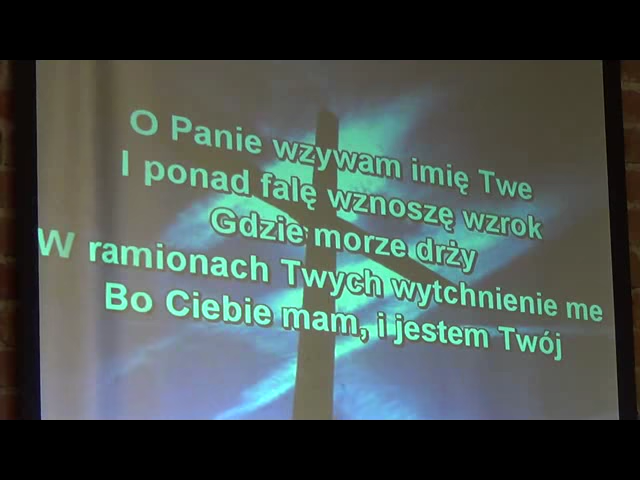 O Panie wzywam imię Twe
I ponad falę wznoszę wzrok
Gdzie morze drży
W ramionach Twych wytchnienie me
Bo Ciebie mam, i jestem Twój